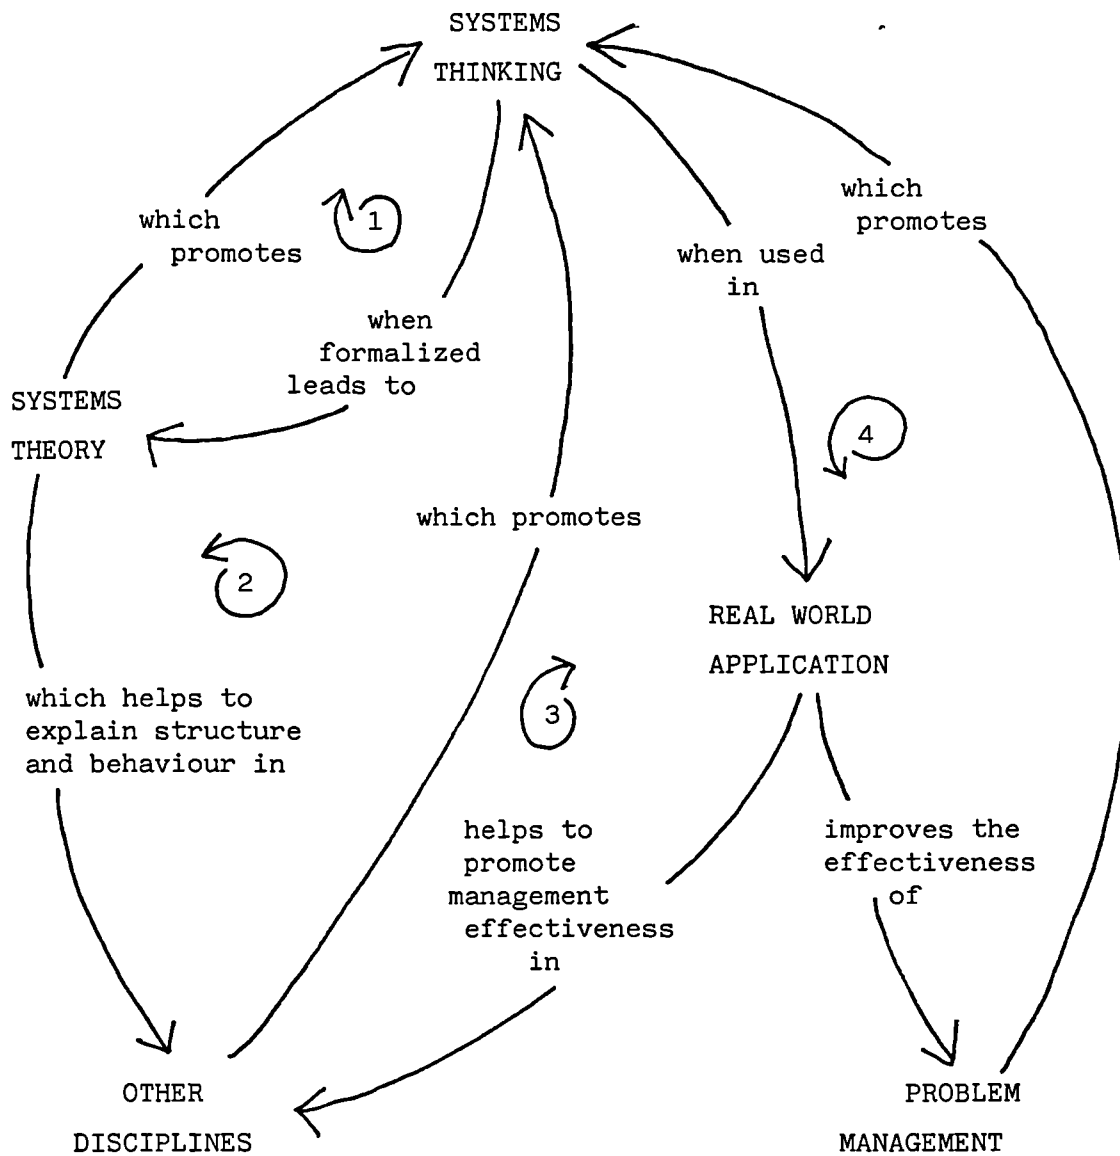 SYSTEMS
THINKING
which
promotes
1
which
promotes
when used
in
when
formalized
leads to
SYSTEMS
THEORY
4
which promotes
2
REAL WORLD
APPLICATION
which helps to
explain structure
and behaviour in
3
helps to
promote
management
effectiveness
in
improves the
effectiveness
of
OTHER
DISCIPLINES
PROBLEM
MANAGEMENT